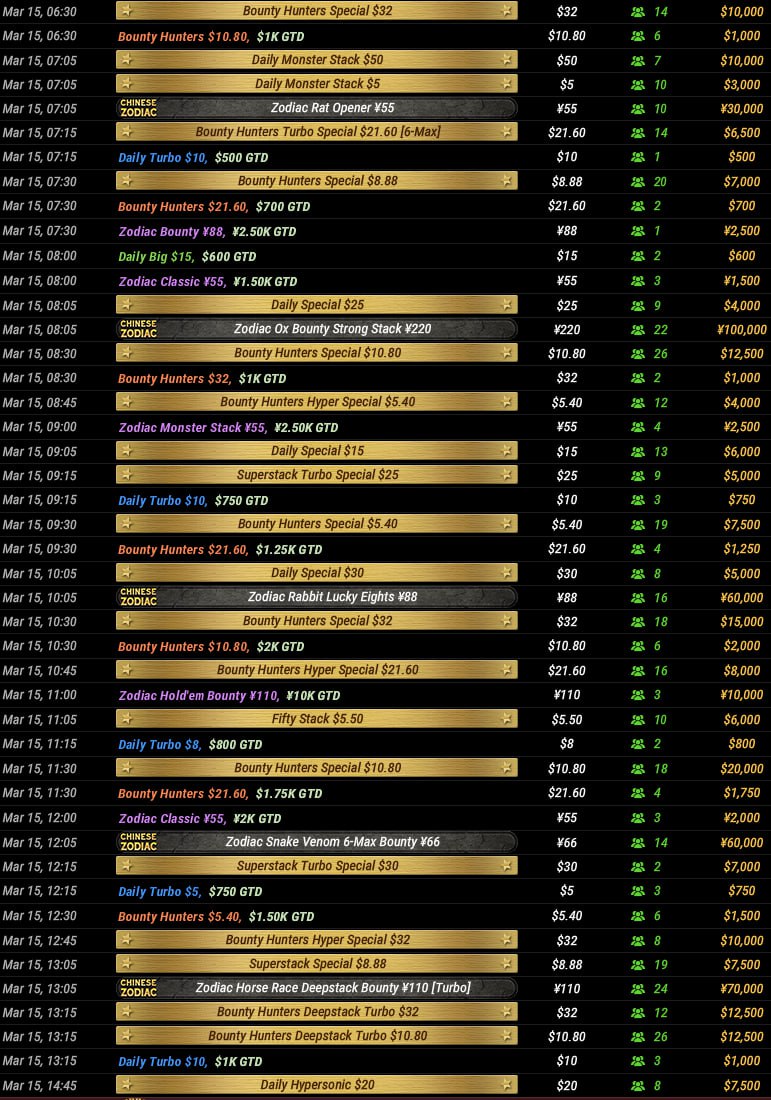 Mar 15, 06:30 Bounty Hunters Special $32 $32 14 $10,000
Mar 15, 06:30 Bounty Hunters $10.80, $1K GTD $10.80 6 $1,000
Mar 15, 07:05 Daily Monster Stack $50 $50 7 $10,000
Mar 15, 07:05 Daily Monster Stack $5 $5 10 $3,000
Mar 15, 07:05 CHINESE ZODIAC Zodiac Rat Opener ¥55 ¥55 10 ¥30,000
Mar 15, 07:15 Bounty Hunters Turbo Special $21.60 [6-Max] $21.60 14 $6,500
Mar 15, 07:15 Daily Turbo $10, $500 GTD $10 1 $500
Mar 15, 07:30 Bounty Hunters Special $8.88 $8.88 20 $7,000
Mar 15, 07:30 Bounty Hunters $21.60, $700 GTD $21.60 2 $700
Mar 15, 07:30 Zodiac Bounty ¥88, ¥2.50K GTD ¥88 1 ¥2,500
Mar 15, 08:00 Daily Big $15, $600 GTD $15 2 $600
Mar 15, 08:00 Zodiac Classic ¥55, ¥1.50K GTD ¥55 3 ¥1,500
Mar 15, 08:05 Daily Special $25 $25 9 $4,000
Mar 15, 08:05 CHINESE ZODIAC Zodiac Ox Bounty Strong Stack ¥220 ¥220 22 ¥100,000
Mar 15, 08:30 Bounty Hunters Special $10.80 $10.80 26 $12,500
Mar 15, 08:30 Bounty Hunters $32, $1K GTD $32 2 $1,000
Mar 15, 08:45 Bounty Hunters Hyper Special $5.40 $5.40 12 $4,000
Mar 15, 09:00 Zodiac Monster Stack ¥55, ¥2.50K GTD ¥55 4 ¥2,500
Mar 15, 09:05 Daily Special $15 $15 13 $6,000
Mar 15, 09:15 Superstack Turbo Special $25 $25 9 $5,000
Mar 15, 09:15 Daily Turbo $10, $750 GTD $10 3 $750
Mar 15, 09:30 Bounty Hunters Special $5.40 $5.40 19 $7,500
Mar 15, 09:30 Bounty Hunters $21.60, $1.25K GTD $21.60 4 $1,250
Mar 15, 10:05 Daily Special $30 $30 8 $5,000
Mar 15, 10:05 CHINESE ZODIAC Zodiac Rabbit Lucky Eights ¥88 ¥88 16 ¥60,000
Mar 15, 10:30 Bounty Hunters Special $32 $32 18 $15,000
Mar 15, 10:30 Bounty Hunters $10.80, $2K GTD $10.80 6 $2,000
Mar 15, 10:45 Bounty Hunters Hyper Special $21.60 $21.60 16 $8,000
Mar 15, 11:00 Zodiac Hold'em Bounty ¥110, ¥10K GTD ¥110 3 ¥10,000
Mar 15, 11:05 Fifty Stack $5.50 $5.50 10 $6,000
Mar 15, 11:15 Daily Turbo $8, $800 GTD $8 2 $800
Mar 15, 11:30 Bounty Hunters Special $10.80 $10.80 18 $20,000
Mar 15, 11:30 Bounty Hunters $21.60, $1.75K GTD $21.60 4 $1,750
Mar 15, 12:00 Zodiac Classic ¥55, ¥2K GTD ¥55 3 ¥2,000
Mar 15, 12:05 CHINESE ZODIAC Zodiac Snake Venom 6-Max Bounty ¥66 ¥66 14 ¥60,000
Mar 15, 12:15 Superstack Turbo Special $30 $30 2 $7,000
Mar 15, 12:15 Daily Turbo $5, $750 GTD $5 3 $750
Mar 15, 12:30 Bounty Hunters $5.40, $1.50K GTD $5.40 6 $1,500
Mar 15, 12:45 Bounty Hunters Hyper Special $32 $32 8 $10,000
Mar 15, 13:05 Superstack Special $8.88 $8.88 19 $7,500
Mar 15, 13:05 CHINESE ZODIAC Zodiac Horse Race Deepstack Bounty ¥110 [Turbo] ¥110 24 ¥70,000
Mar 15, 13:15 Bounty Hunters Deepstack Turbo $32 $32 12 $12,500
Mar 15, 13:15 Bounty Hunters Deepstack Turbo $10.80 $10.80 26 $12,500
Mar 15, 13:15 Daily Turbo $10, $1K GTD $10 3 $1,000
Mar 15, 14:45 Daily Hypersonic $20 $20 8 $7,500